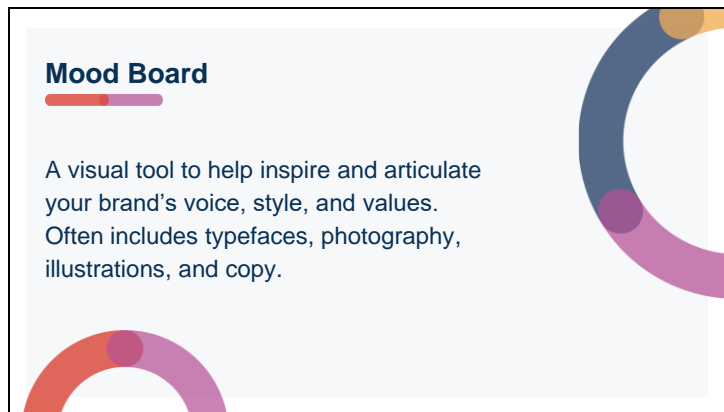 Mood Board
A visual tool to help inspire and articulate
your brand’s voice, style, and values.
Often includes typefaces, photography,
illustrations, and copy.